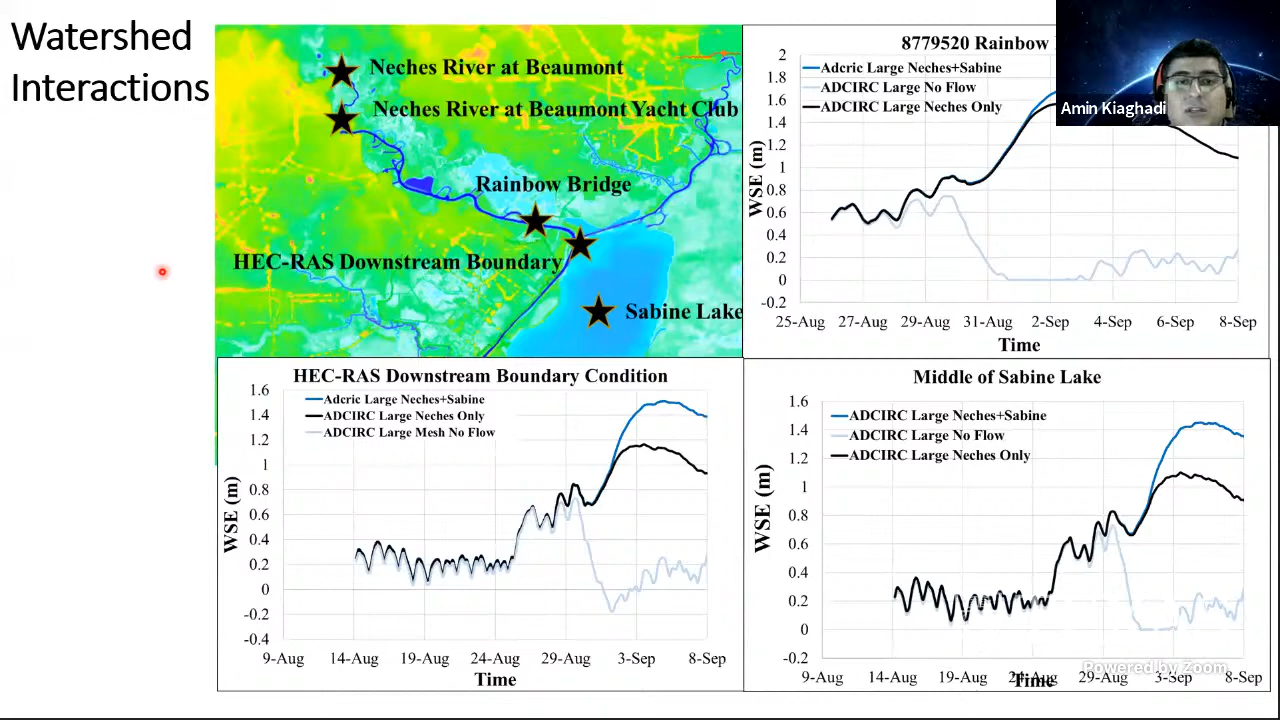 Watershed
Interactions
Neches River at Beaumont
Neches River at Beaumont Yacht Club
Rainbow Bridge
HEC-RAS Downstream Boundary
Sabine Lake
8779520 Rainbow
Adcric Large Neches+Sabine
ADCIRC Large No Flow
ADCIRC Large Neches Only
WSE (m)
2
1.8
1.6
1.4
1.2
1
0.8
0.6
0.4
0.2
0
-0.2
25-Aug 27-Aug 29-Aug 31-Aug 2-Sep 4-Sep 6-Sep 8-Sep
Time
Amin Kiaghadi
HEC-RAS Downstream Boundary Condition
Adcric Large Neches+Sabine
ADCIRC Large Neches Only
ADCIRC Large Mesh No Flow
WSE (m)
1.6
1.4
1.2
1
0.8
0.6
0.4
0.2
0
-0.2
-0.4
9-Aug 14-Aug 19-Aug 24-Aug 29-Aug 3-Sep 8-Sep
Time
Middle of Sabine Lake
ADCIRC Large Neches+Sabine
ADCIRC Large No Flow
ADCIRC Large Neches Only
WSE (m)
1.6
1.4
1.2
1
0.8
0.6
0.4
0.2
0
-0.2
9-Aug 14-Aug 19-Aug 24-Aug 29-Aug 3-Sep 8-Sep
Time
Powered by Zoom